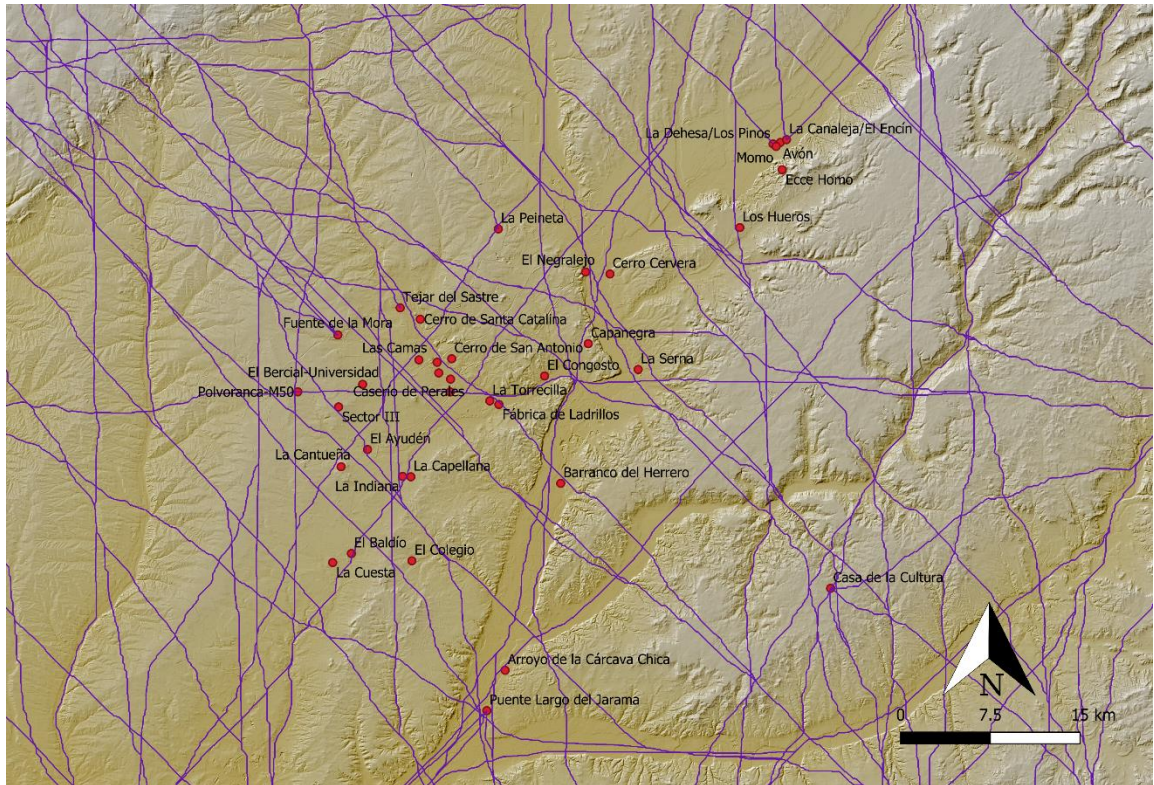 La Dehesa/Los Pinos
La Canaleja/El Encín
Momo
Avón
Ecce Homo
La Peineta
Los Hueros
El Negralejo
Cerro Cervera
Tejar del Sastre
Cerro de Santa Catalina
Fuente de la Mora
Capanegra
Las Camas
Cerro de San Antonio
La Serna
El Congosto
El Bercial-Universidad
Polvoranca-M50
Caserío de Perales
La Torrecilla
Sector III
Fábrica de Ladrillos
El Ayudén
La Cantueña
La Capellana
La Indiana
Barranco del Herrero
El Baldío
El Colegio
La Cuesta
Casa de la Cultura
Arroyo de la Cárcava Chica
N
Puente Largo del Jarama
0 7.5 15 km